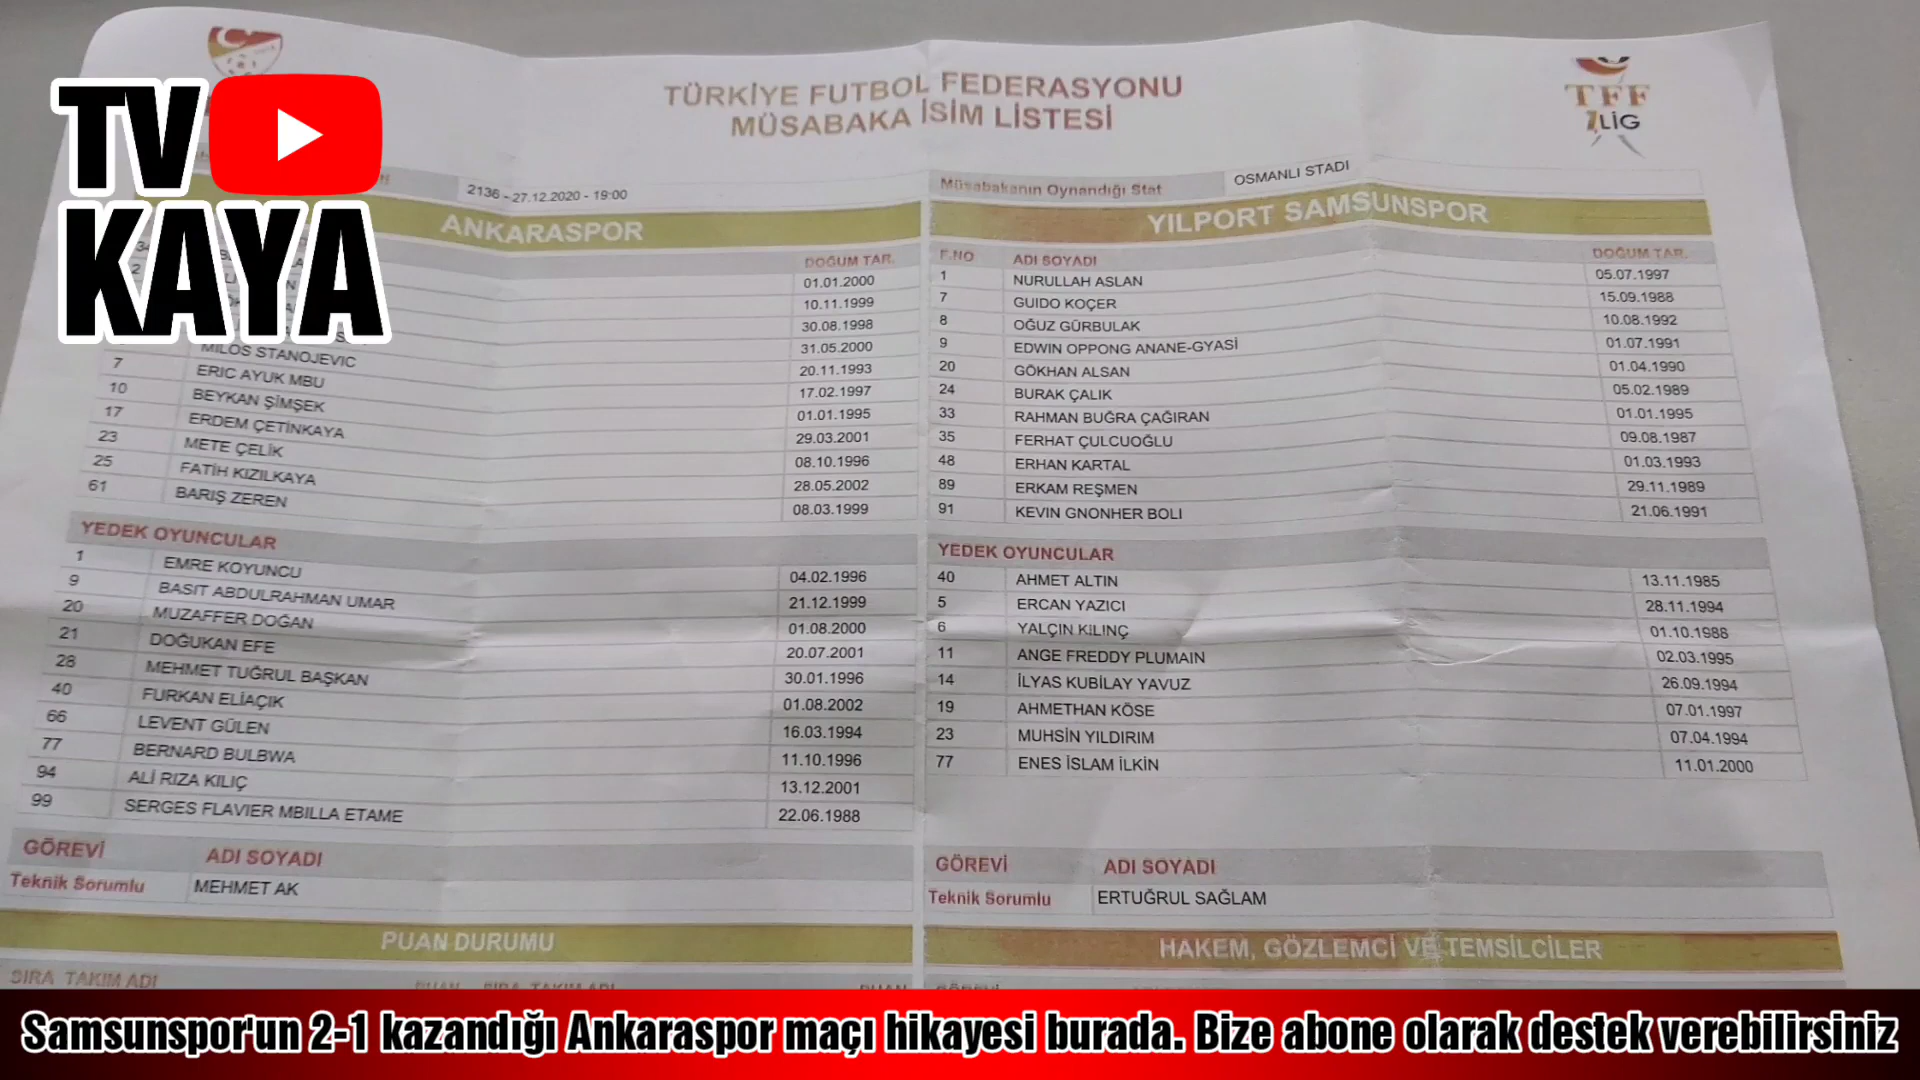 TV
KAYA
TÜRKİYE FUTBOL FEDERASYONU
MÜSABAKA İSİM LİSTESİ
TFF
1.LİG
2136 - 27.12.2020 - 19:00
Müsabakanın Oynandığı Stat OSMANLI STADI
ANKARASPOR
DOĞUM TAR.
01.01.2000
2 10.11.1999
30.08.1998
31.05.2000
MILOS STANOJEVIC 20.11.1993
7 ERIC AYUK MBU 17.02.1997
10 BEYKAN ŞİMŞEK 01.01.1995
17 ERDEM ÇETİNKAYA 29.03.2001
23 METE ÇELİK 08.10.1996
25 FATİH KIZILKAYA 28.05.2002
61 BARIŞ ZEREN 08.03.1999
YEDEK OYUNCULAR
1 EMRE KOYUNCU 04.02.1996
9 BASIT ABDULRAHMAN UMAR 21.12.1999
20 MUZAFFER DOĞAN 01.08.2000
21 DOĞUKAN EFE 20.07.2001
28 MEHMET TUĞRUL BAŞKAN 30.01.1996
40 FURKAN ELİAÇIK 01.08.2002
66 LEVENT GÜLEN 16.03.1994
77 BERNARD BULBWA 11.10.1996
94 ALİ RIZA KILIÇ 13.12.2001
99 SERGES FLAVIER MBILLA ETAME 22.06.1988
GÖREVİ ADI SOYADI
Teknik Sorumlu MEHMET AK
PUAN DURUMU
SIRA TAKIM ADI PUAN SIRA TAKIM ADI PUAN
YILPORT SAMSUNSPOR
F.NO ADI SOYADI DOĞUM TAR.
1 NURULLAH ASLAN 05.07.1997
7 GUIDO KOÇER 15.09.1988
8 OĞUZ GÜRBULAK 10.08.1992
9 EDWIN OPPONG ANANE-GYASİ 01.07.1991
20 GÖKHAN ALSAN 01.04.1990
24 BURAK ÇALIK 05.02.1989
33 RAHMAN BUĞRA ÇAĞIRAN 01.01.1995
35 FERHAT ÇULCUOĞLU 09.08.1987
48 ERHAN KARTAL 01.03.1993
89 ERKAM REŞMEN 29.11.1989
91 KEVIN GNONHER BOLI 21.06.1991
YEDEK OYUNCULAR
40 AHMET ALTIN 13.11.1985
5 ERCAN YAZICI 28.11.1994
6 YALÇIN KILINÇ 01.10.1988
11 ANGE FREDDY PLUMAIN 02.03.1995
14 İLYAS KUBİLAY YAVUZ 26.09.1994
19 AHMETHAN KÖSE 07.01.1997
23 MUHSİN YILDIRIM 07.04.1994
77 ENES İSLAM İLKİN 11.01.2000
GÖREVİ ADI SOYADI
Teknik Sorumlu ERTUĞRUL SAĞLAM
HAKEM, GÖZLEMCİ VE TEMSİLCİLER
Samsunspor'un 2-1 kazandığı Ankaraspor maçı hikayesi burada. Bize abone olarak destek verebilirsiniz